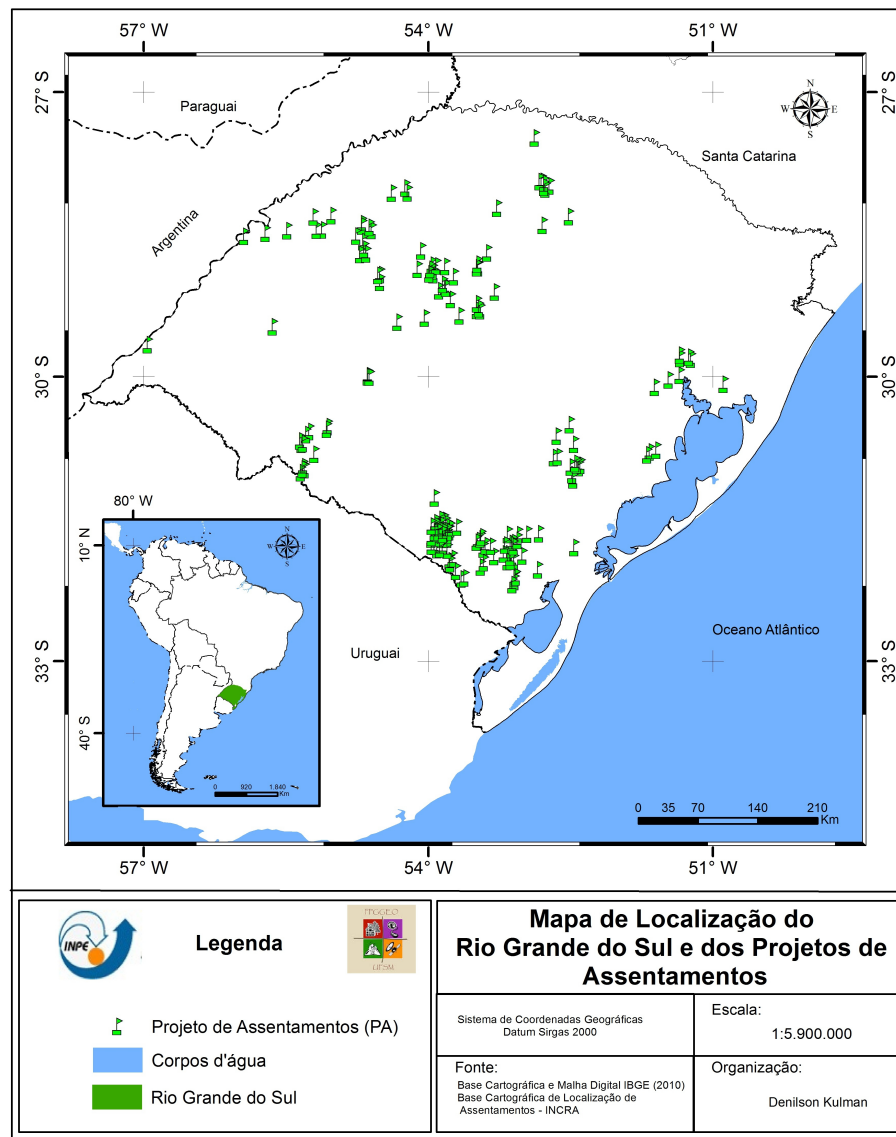 57° W 54° W 51° W
27° S
27° S
Paraguai
N
W E
S
Santa Catarina
Argentina
30° S
30° S
80° W
10° N
N
W E
S
Oceano Atlântico
Uruguai
33° S
33° S
40° S
0 920 1.840
Km
0 35 70 140 210
Km
57° W 54° W 51° W
INPE
Legenda
PPGGEO
UFSM
Projeto de Assentamentos (PA)
Corpos d'água
Rio Grande do Sul
Mapa de Localização do
Rio Grande do Sul e dos Projetos de
Assentamentos
Sistema de Coordenadas Geográficas
Datum Sirgas 2000
Escala:
1:5.900.000
Fonte:
Base Cartográfica e Malha Digital IBGE (2010)
Base Cartográfica de Localização de
Assentamentos - INCRA
Organização:
Denilson Kulman